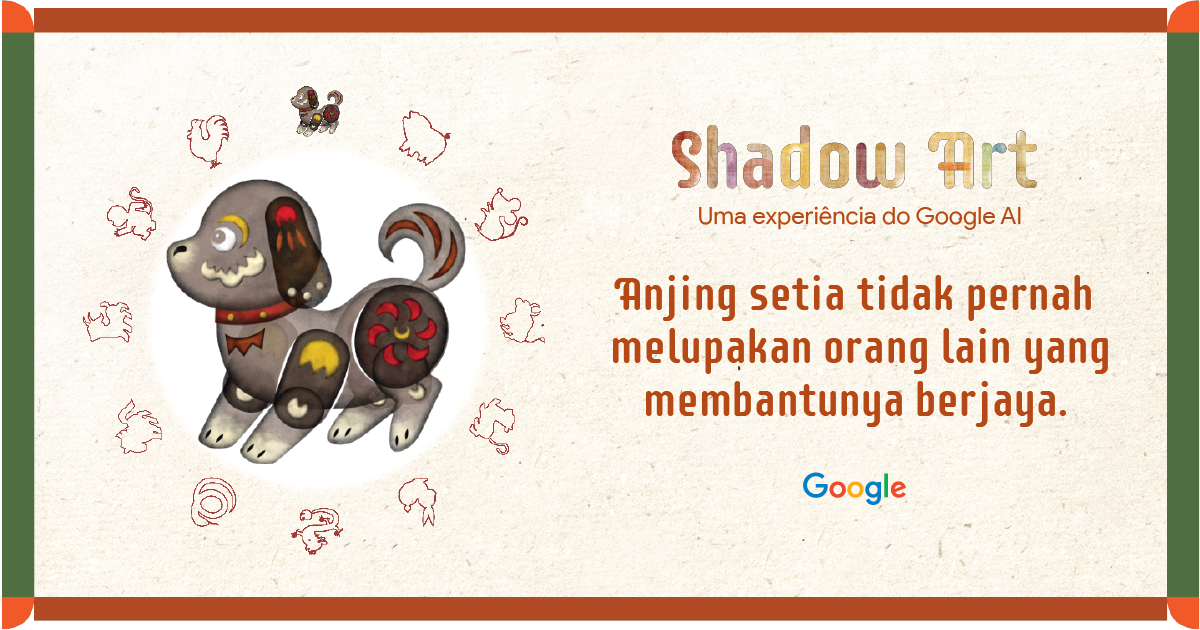 Shadow Art
Uma experiência do Google AI
Anjing setia tidak pernah
melupakan orang lain yang
membantunya berjaya.
Google